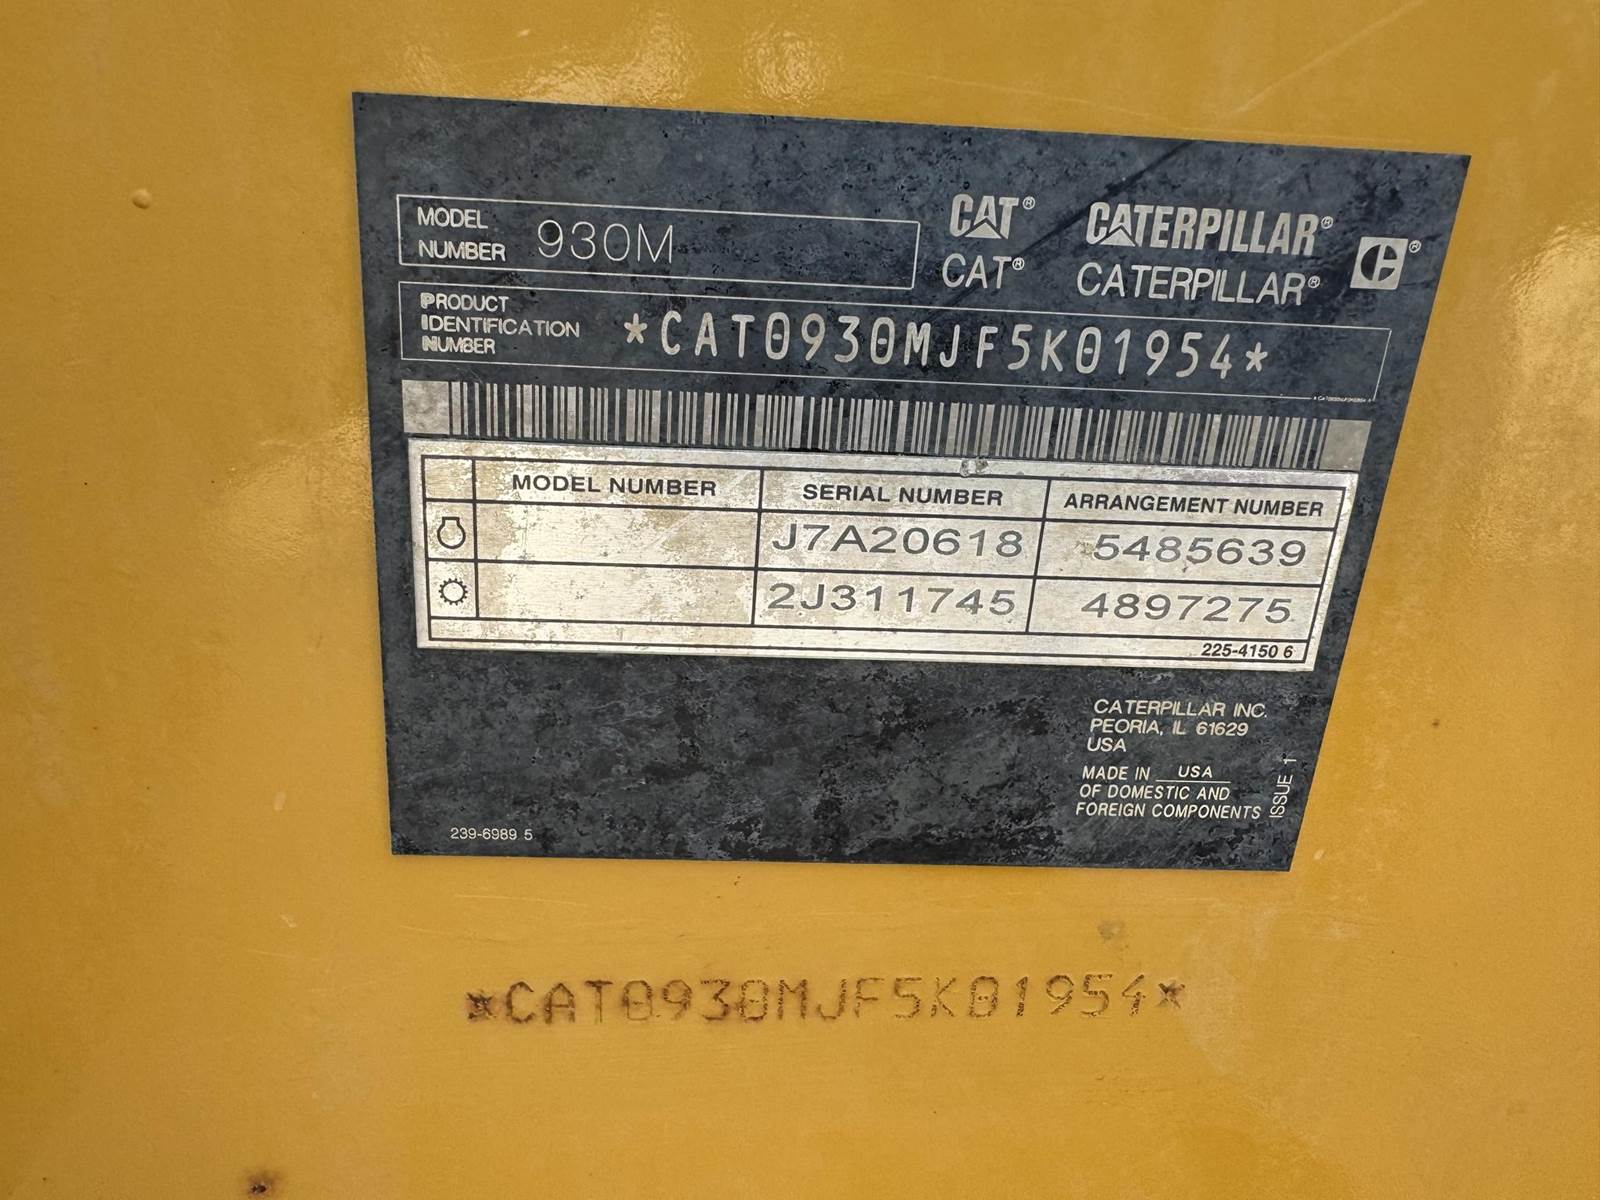 MODEL
NUMBER 930M
CAT® CATERPILLAR®
CAT® CATERPILLAR®
PRODUCT
IDENTIFICATION
NUMBER
*CAT0930MJF5K01954*
MODEL NUMBER SERIAL NUMBER ARRANGEMENT NUMBER
J7A20618 5485639
2J311745 4897275
225-4150 6
CATERPILLAR INC.
PEORIA, IL 61629
USA
MADE IN USA
OF DOMESTIC AND
FOREIGN COMPONENTS
ISSUE 1
239-6989 5
*CAT0930MJF5K01954*